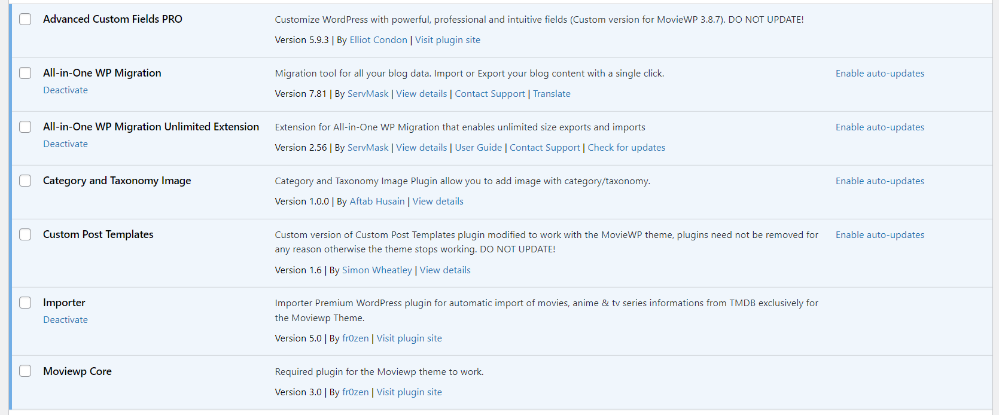 Advanced Custom Fields PRO
Customize WordPress with powerful, professional and intuitive fields (Custom version for MovieWP 3.8.7). DO NOT UPDATE!
Version 5.9.3 | By Elliot Condon | Visit plugin site
All-in-One WP Migration
Deactivate
Migration tool for all your blog data. Import or Export your blog content with a single click.
Version 7.81 | By ServMask | View details | Contact Support | Translate
Enable auto-updates
All-in-One WP Migration Unlimited Extension
Deactivate
Extension for All-in-One WP Migration that enables unlimited size exports and imports
Version 2.56 | By ServMask | View details | User Guide | Contact Support | Check for updates
Enable auto-updates
Category and Taxonomy Image
Category and Taxonomy Image Plugin allow you to add image with category/taxonomy.
Version 1.0.0 | By Aftab Husain | View details
Enable auto-updates
Custom Post Templates
Custom version of Custom Post Templates plugin modified to work with the MovieWP theme, plugins need not be removed for
any reason otherwise the theme stops working. DO NOT UPDATE!
Version 1.6 | By Simon Wheatley | View details
Enable auto-updates
Importer
Deactivate
Importer Premium WordPress plugin for automatic import of movies, anime & tv series informations from TMDB exclusively for
the Moviewp Theme.
Version 5.0 | By fr0zen | Visit plugin site
Moviewp Core
Required plugin for the Moviewp theme to work.
Version 3.0 | By fr0zen | Visit plugin site